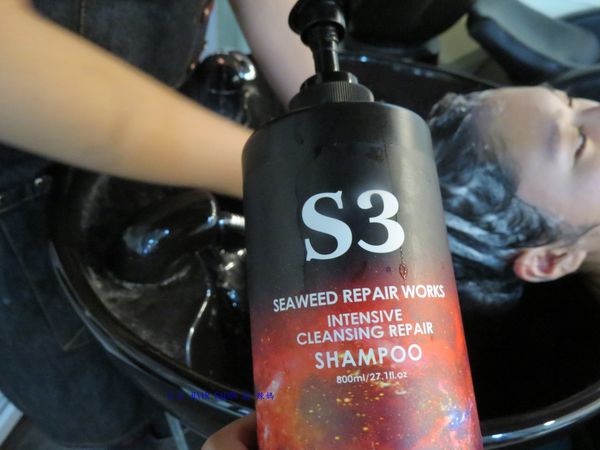 S3
SEAWEED REPAIR WORKS
INTENSIVE
CLEANSING REPAIR
SHAMPOO
800ml/27.1fl.oz